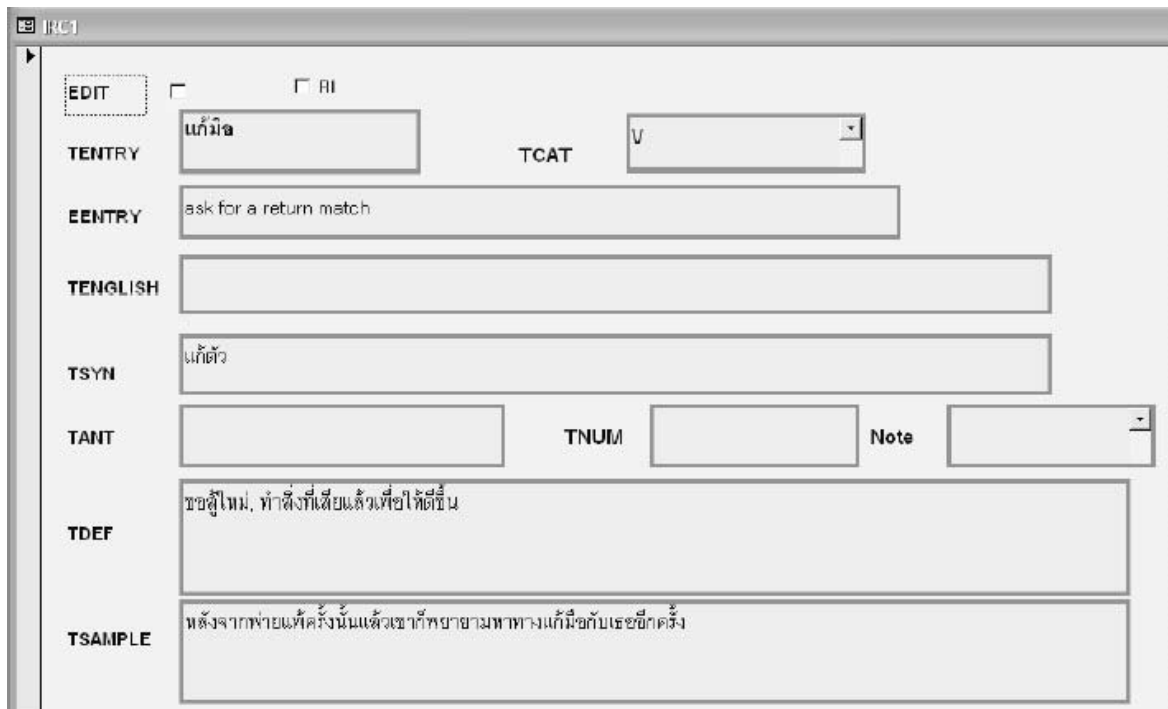 IRC1
EDIT
TENTRY แก้มือ TCAT V
EENTRY ask for a return match
TENGLISH
TSYN แก้ตัว
TANT TNUM Note
TDEF ขอสู้ใหม่, ทำสิ่งที่เสียแล้วเพื่อให้ดีขึ้น
TSAMPLE หลังจากพ่ายแพ้ครั้งนั้นแล้วเขาก็พยายามหาทางแก้มือกับเธออีกครั้ง